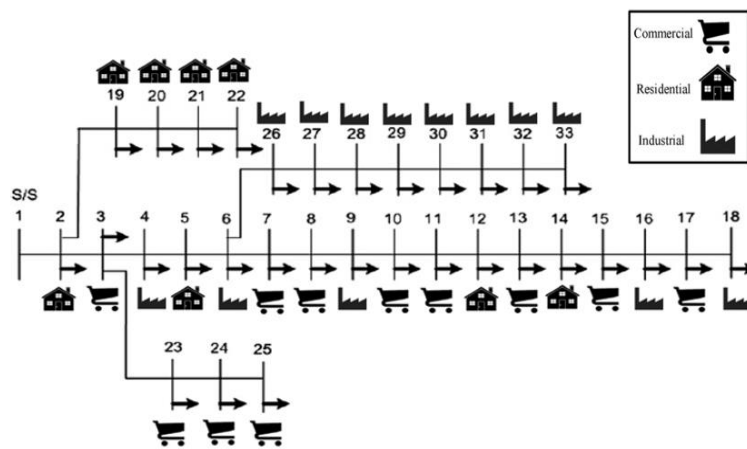 Commercial
Residential
Industrial
19 20 21 22
26 27 28 29 30 31 32 33
S/S
1 2 3 4 5 6 7 8 9 10 11 12 13 14 15 16 17 18
23 24 25